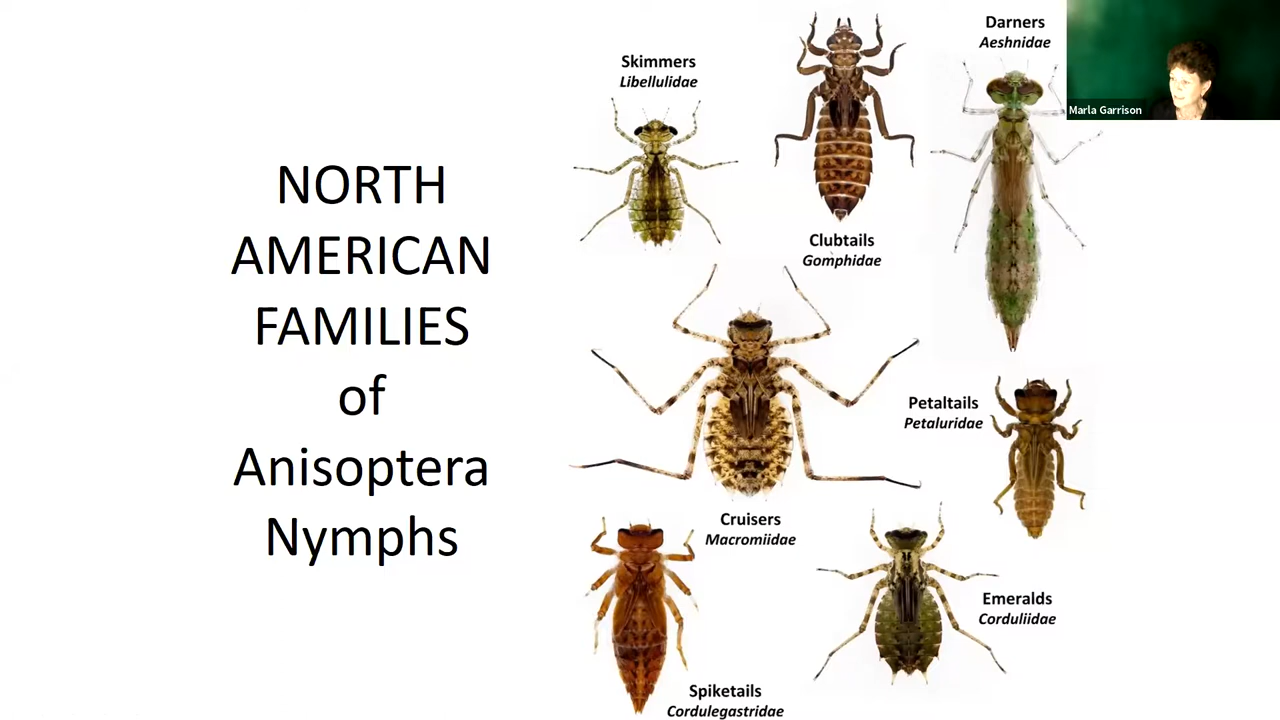 NORTH
AMERICAN
FAMILIES
of
Anisoptera
Nymphs
Skimmers
Libellulidae
Clubtails
Gomphidae
Darners
Aeshnidae
Marla Garrison
Petaltails
Petaluridae
Cruisers
Macromiidae
Emeralds
Corduliidae
Spiketails
Cordulegastridae